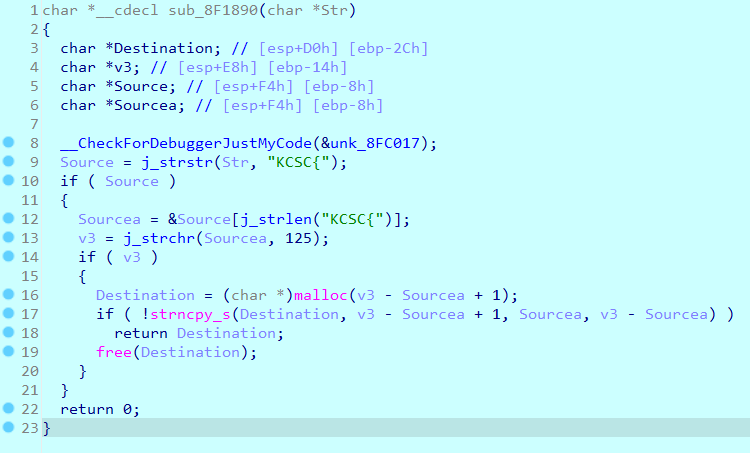 1 char *__cdecl sub_8F1890(char *Str)
2 {
3   char *Destination; // [esp+D0h] [ebp-2Ch]
4   char *v3; // [esp+E8h] [ebp-14h]
5   char *Source; // [esp+F4h] [ebp-8h]
6   char *Sourcea; // [esp+F4h] [ebp-8h]
7
8   __CheckForDebuggerJustMyCode(&unk_8FC017);
9   Source = j_strstr(Str, "KCSC{");
10   if ( Source )
11   {
12     Sourcea = &Source[j_strlen("KCSC{")];
13     v3 = j_strchr(Sourcea, 125);
14     if ( v3 )
15     {
16       Destination = (char *)malloc(v3 - Sourcea + 1);
17       if ( !strncpy_s(Destination, v3 - Sourcea + 1, Sourcea, v3 - Sourcea) )
18         return Destination;
19       free(Destination);
20     }
21   }
22   return 0;
23 }